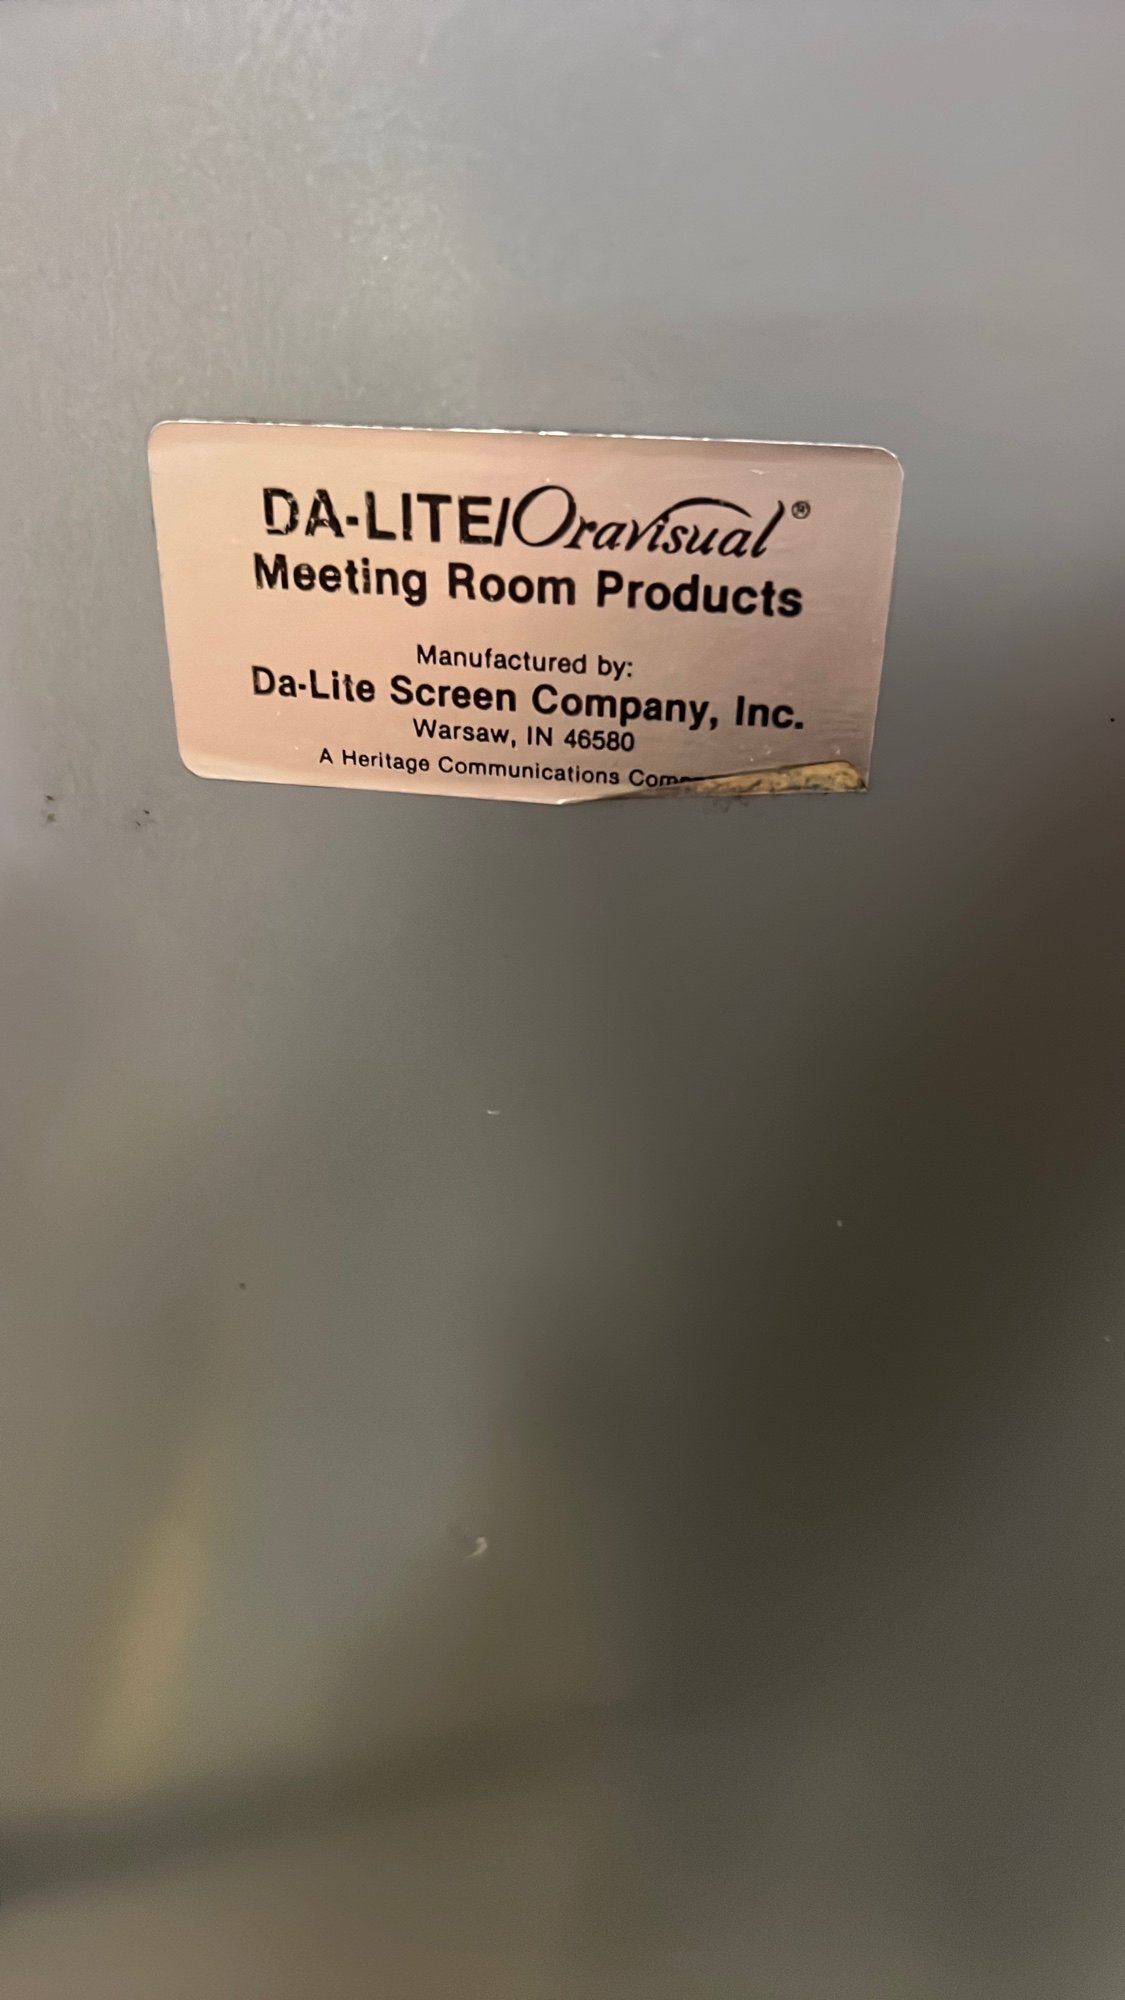 DA-LITE/Oravisual®
Meeting Room Products
Manufactured by:
Da-Lite Screen Company, Inc.
Warsaw, IN 46580
A Heritage Communications